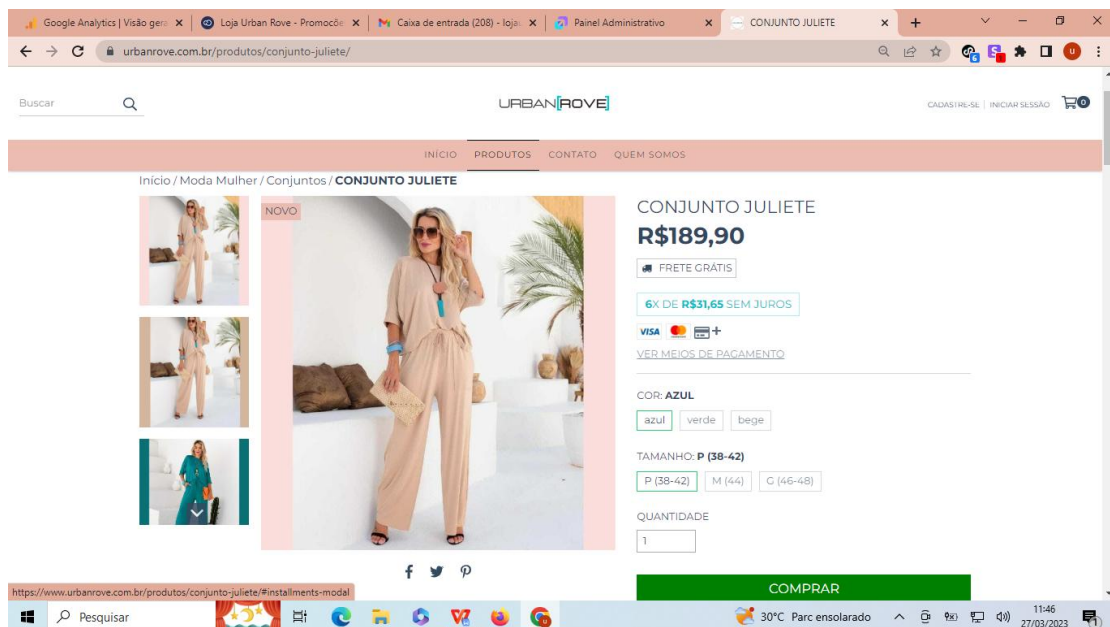 Google Analytics | Visão gera
Loja Urban Rove - Promoçõe
Caixa de entrada (208) - lojau
Painel Administrativo
CONJUNTO JULIETE
urbanrove.com.br/produtos/conjunto-juliete/
Buscar
URBAN[ROVE]
CADASTRE-SE | INICIAR SESSÃO
0
INÍCIO PRODUTOS CONTATO QUEM SOMOS
Início / Moda Mulher / Conjuntos / CONJUNTO JULIETE
NOVO
CONJUNTO JULIETE
R$189,90
FRETE GRÁTIS
6X DE R$31,65 SEM JUROS
VISA
VER MEIOS DE PAGAMENTO
COR: AZUL
azul verde bege
TAMANHO: P (38-42)
P (38-42) M (44) G (46-48)
QUANTIDADE
1
COMPRAR
https://www.urbanrove.com.br/produtos/conjunto-juliete/#installments-modal
Pesquisar
30°C Parc ensolarado
11:46
27/03/2023